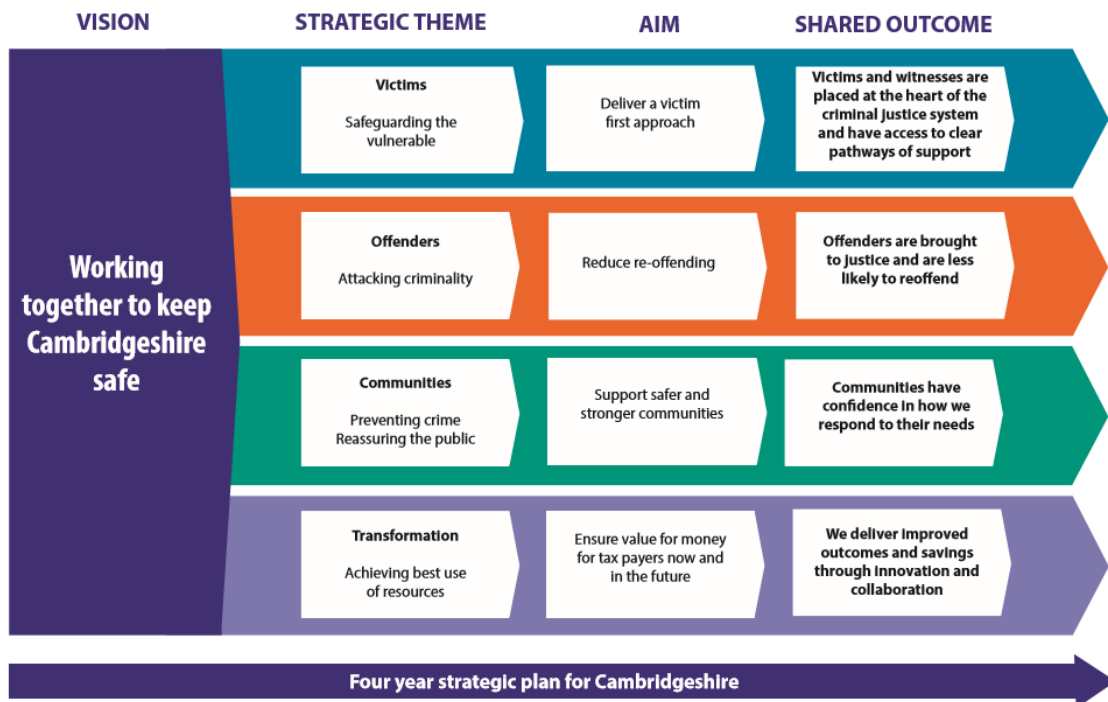 VISION
STRATEGIC THEME
AIM
SHARED OUTCOME
Working
together to keep
Cambridgeshire
safe
Victims
Safeguarding the
vulnerable
Deliver a victim
first approach
Victims and witnesses are
placed at the heart of the
criminal justice system
and have access to clear
pathways of support
Offenders
Attacking criminality
Reduce re-offending
Offenders are brought
to justice and are less
likely to reoffend
Communities
Preventing crime
Reassuring the public
Support safer and
stronger communities
Communities have
confidence in how we
respond to their needs
Transformation
Achieving best use
of resources
Ensure value for money
for tax payers now and
in the future
We deliver improved
outcomes and savings
through innovation and
collaboration
Four year strategic plan for Cambridgeshire